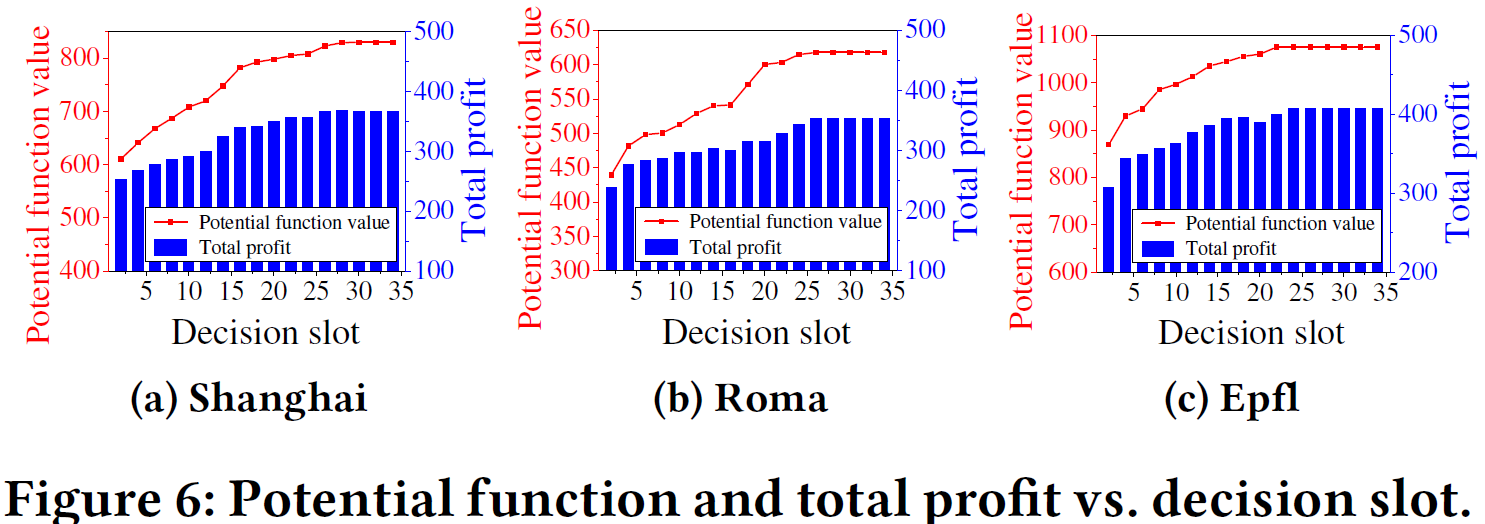 Potential function value
800
700
600
500
400
500
400
300
200
100
Total profit
Potential function value
Total profit
5 10 15 20 25 30 35
Decision slot
(a) Shanghai
Potential function value
650
600
550
500
450
400
350
300
500
400
300
200
100
Total profit
Potential function value
Total profit
5 10 15 20 25 30 35
Decision slot
(b) Roma
Potential function value
1100
1000
900
800
700
600
500
400
300
200
Total profit
Potential function value
Total profit
5 10 15 20 25 30 35
Decision slot
(c) Epfl
Figure 6: Potential function and total profit vs. decision slot.